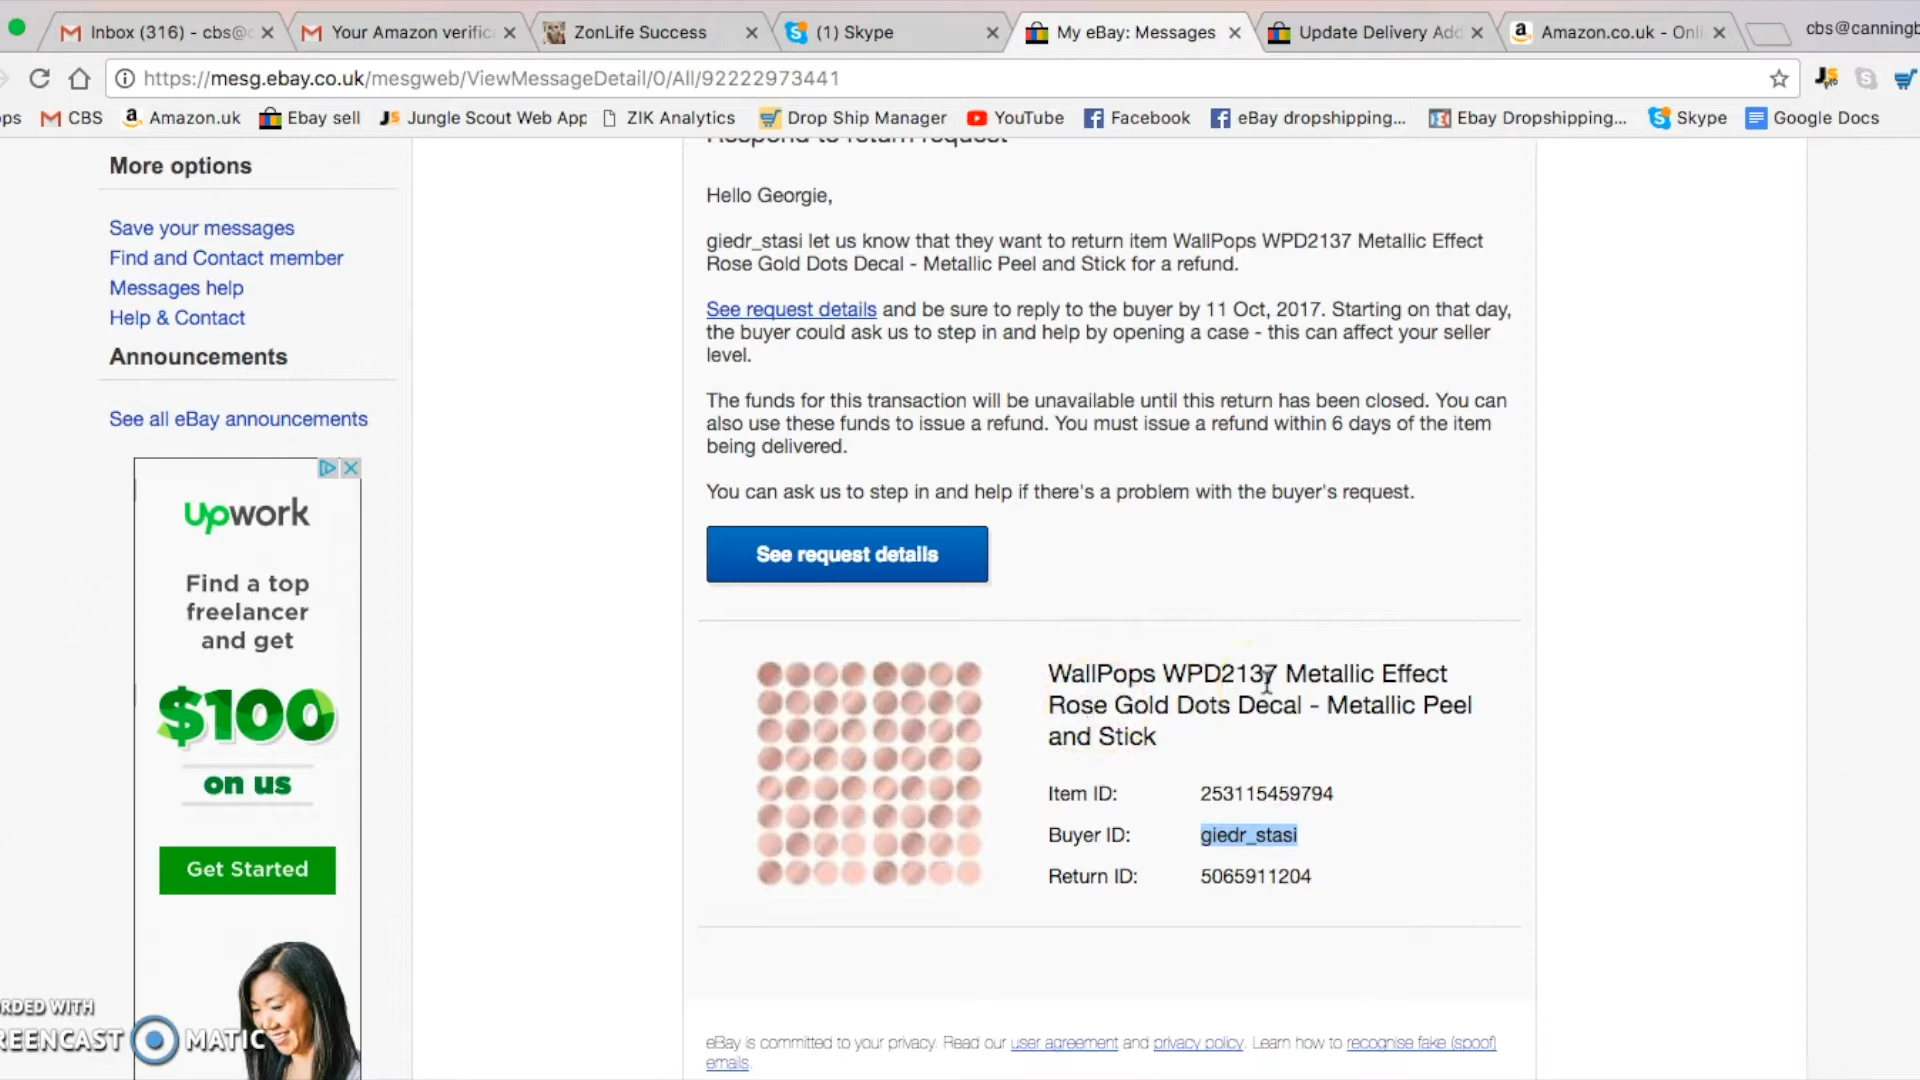 Inbox (316) - cbs@
Your Amazon verific
ZonLife Success
(1) Skype
My eBay: Messages
Update Delivery Add
Amazon.co.uk - Onli
cbs@canningb
https://mesg.ebay.co.uk/mesgweb/ViewMessageDetail/0/All/92222973441
ps
CBS
Amazon.uk
Ebay sell
Jungle Scout Web App
ZIK Analytics
Drop Ship Manager
YouTube
Facebook
eBay dropshipping...
Ebay Dropshipping...
Skype
Google Docs
More options
Save your messages
Find and Contact member
Messages help
Help & Contact
Announcements
See all eBay announcements
Upwork
Find a top
freelancer
and get
$100
on us
Get Started
Respond to return request
Hello Georgie,
giedr_stasi let us know that they want to return item WallPops WPD2137 Metallic Effect
Rose Gold Dots Decal - Metallic Peel and Stick for a refund.
See request details and be sure to reply to the buyer by 11 Oct, 2017. Starting on that day,
the buyer could ask us to step in and help by opening a case - this can affect your seller
level.
The funds for this transaction will be unavailable until this return has been closed. You can
also use these funds to issue a refund. You must issue a refund within 6 days of the item
being delivered.
You can ask us to step in and help if there's a problem with the buyer's request.
See request details
WallPops WPD2137 Metallic Effect
Rose Gold Dots Decal - Metallic Peel
and Stick
Item ID: 253115459794
Buyer ID: giedr_stasi
Return ID: 5065911204
eBay is committed to your privacy. Read our user agreement and privacy policy. Learn how to recognise fake (spoof)
emails.
RDED WITH
REENCAST MATIC